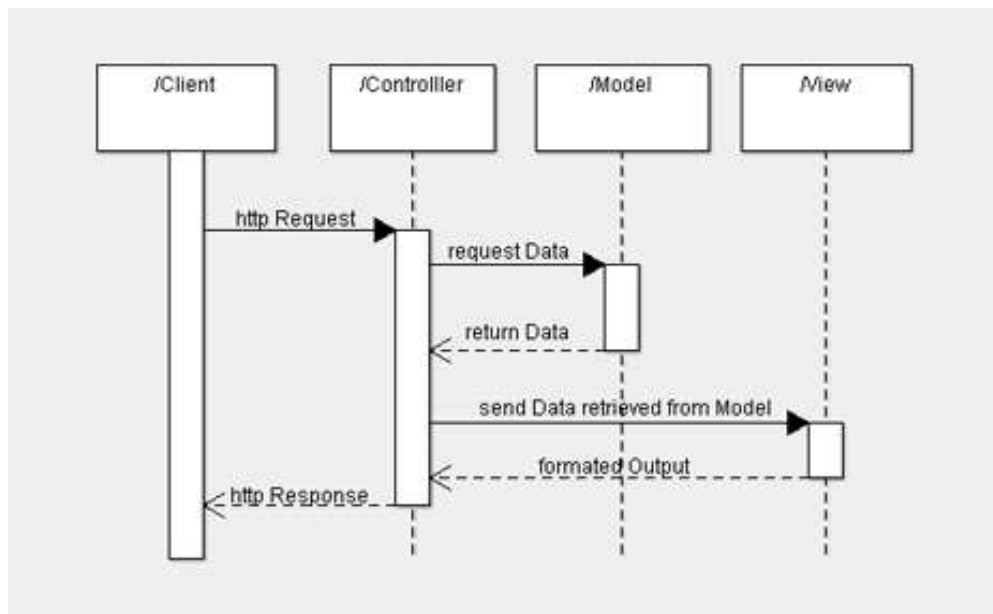 /Client
/Controlller
/Model
/View
http Request
request Data
return Data
send Data retrieved from Model
formated Output
http Response